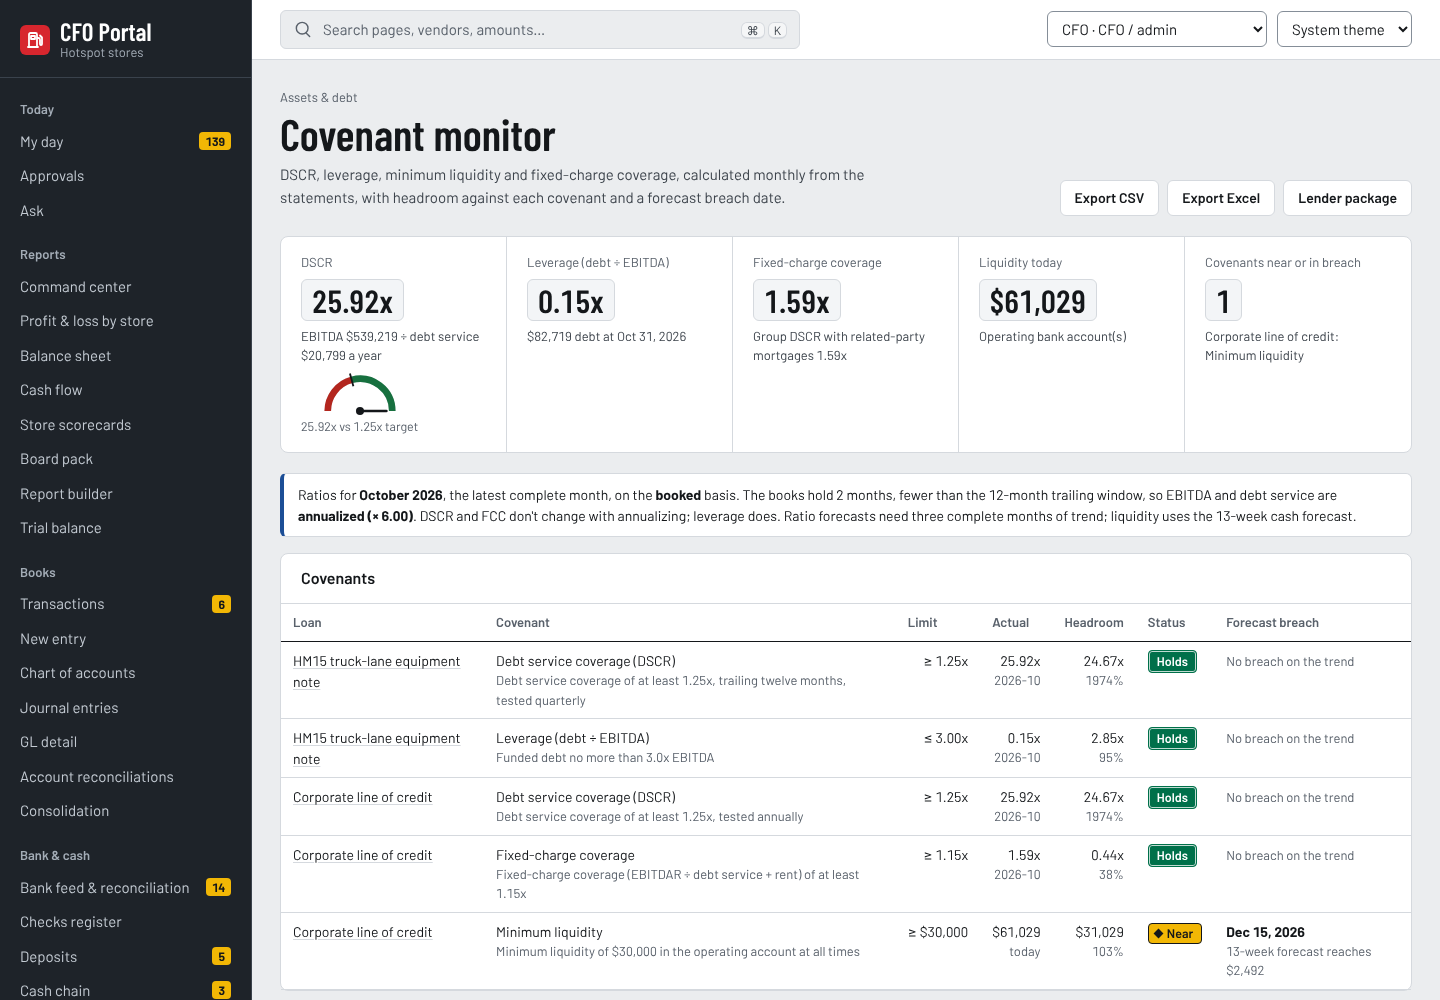 CFO Portal
Hotspot stores
Search pages, vendors, amounts...
⌘ K
CFO · CFO / admin
System theme
Today
My day 139
Approvals
Ask
Reports
Command center
Profit & loss by store
Balance sheet
Cash flow
Store scorecards
Board pack
Report builder
Trial balance
Books
Transactions 6
New entry
Chart of accounts
Journal entries
GL detail
Account reconciliations
Consolidation
Bank & cash
Bank feed & reconciliation 14
Checks register
Deposits 5
Cash chain 3
Assets & debt
Covenant monitor
DSCR, leverage, minimum liquidity and fixed-charge coverage, calculated monthly from the
statements, with headroom against each covenant and a forecast breach date.
Export CSV
Export Excel
Lender package
DSCR
25.92x
EBITDA $539,219 ÷ debt service
$20,799 a year
25.92x vs 1.25x target
Leverage (debt ÷ EBITDA)
0.15x
$82,719 debt at Oct 31, 2026
Fixed-charge coverage
1.59x
Group DSCR with related-party
mortgages 1.59x
Liquidity today
$61,029
Operating bank account(s)
Covenants near or in breach
1
Corporate line of credit:
Minimum liquidity
Ratios for October 2026, the latest complete month, on the booked basis. The books hold 2 months, fewer than the 12-month trailing window, so EBITDA and debt service are
annualized (× 6.00). DSCR and FCC don't change with annualizing; leverage does. Ratio forecasts need three complete months of trend; liquidity uses the 13-week cash forecast.
Covenants
Loan Covenant Limit Actual Headroom Status Forecast breach
HM15 truck-lane equipment Debt service coverage (DSCR) ≥ 1.25x 25.92x 24.67x Holds No breach on the trend
note Debt service coverage of at least 1.25x, trailing twelve months, 2026-10 1974%
tested quarterly
HM15 truck-lane equipment Leverage (debt ÷ EBITDA) ≤ 3.00x 0.15x 2.85x Holds No breach on the trend
note Funded debt no more than 3.0x EBITDA 2026-10 95%
Corporate line of credit Debt service coverage (DSCR) ≥ 1.25x 25.92x 24.67x Holds No breach on the trend
Debt service coverage of at least 1.25x, tested annually 2026-10 1974%
Corporate line of credit Fixed-charge coverage ≥ 1.15x 1.59x 0.44x Holds No breach on the trend
Fixed-charge coverage (EBITDAR ÷ debt service + rent) of at least 2026-10 38%
1.15x
Corporate line of credit Minimum liquidity ≥ $30,000 $61,029 $31,029 ◆ Near Dec 15, 2026
Minimum liquidity of $30,000 in the operating account at all times today 103% 13-week forecast reaches
$2,492